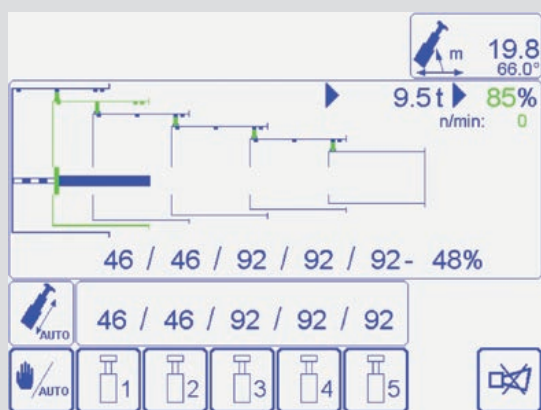 m 19.8
66.0°
9.5t 85%
n/min: 0
46 / 46 / 92 / 92 / 92- 48%
AUTO 46 / 46 / 92 / 92 / 92
/AUTO 1 2 3 4 5